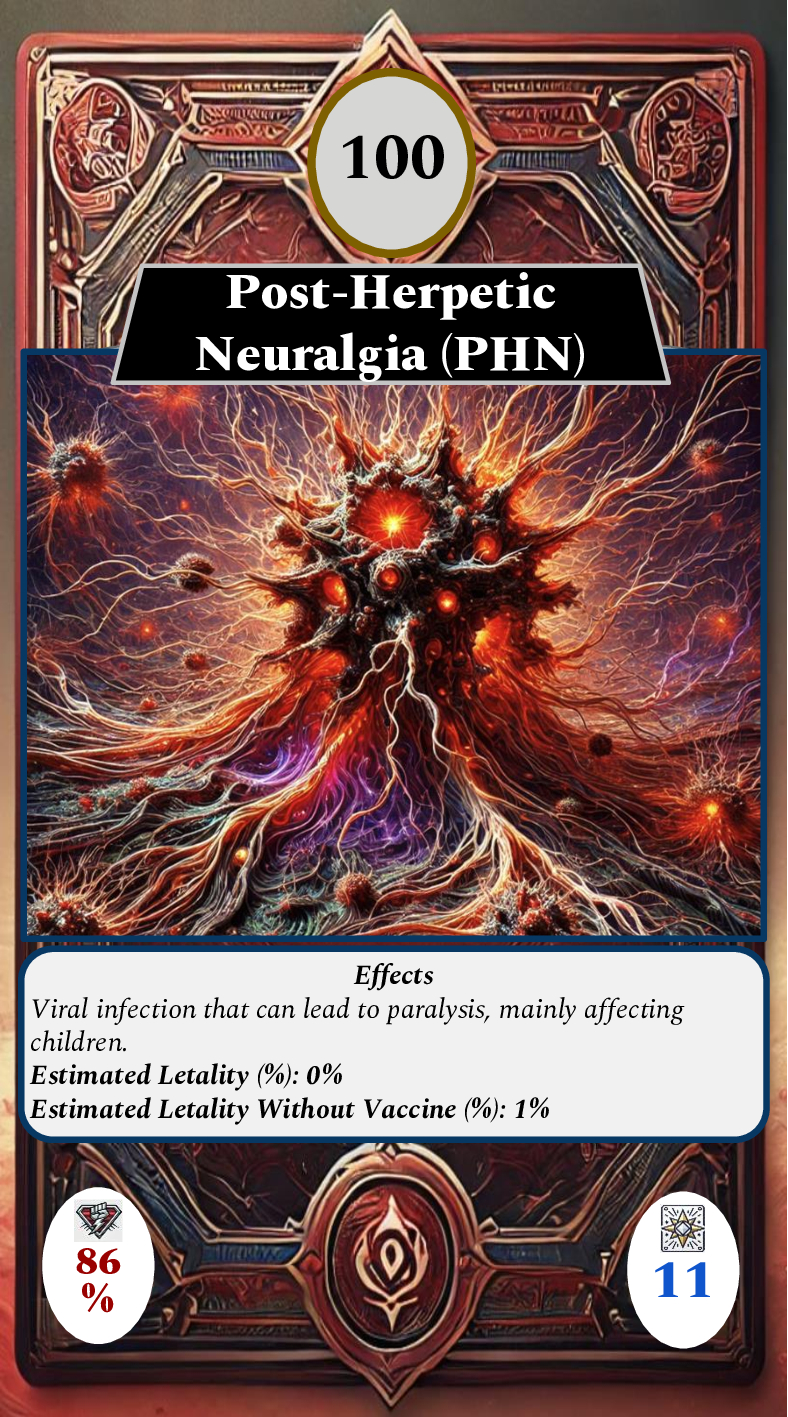 100
Post-Herpetic
Neuralgia (PHN)
Effects
Viral infection that can lead to paralysis, mainly affecting
children.
Estimated Letality (%): 0%
Estimated Letality Without Vaccine (%): 1%
86
%
11